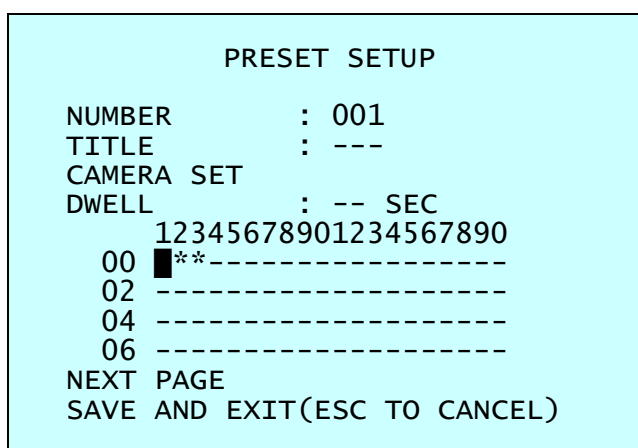 PRESET SETUP
NUMBER : 001
TITLE : ---
CAMERA SET
DWELL : -- SEC
12345678901234567890
00 █**-----------------
02 --------------------
04 --------------------
06 --------------------
NEXT PAGE
SAVE AND EXIT(ESC TO CANCEL)